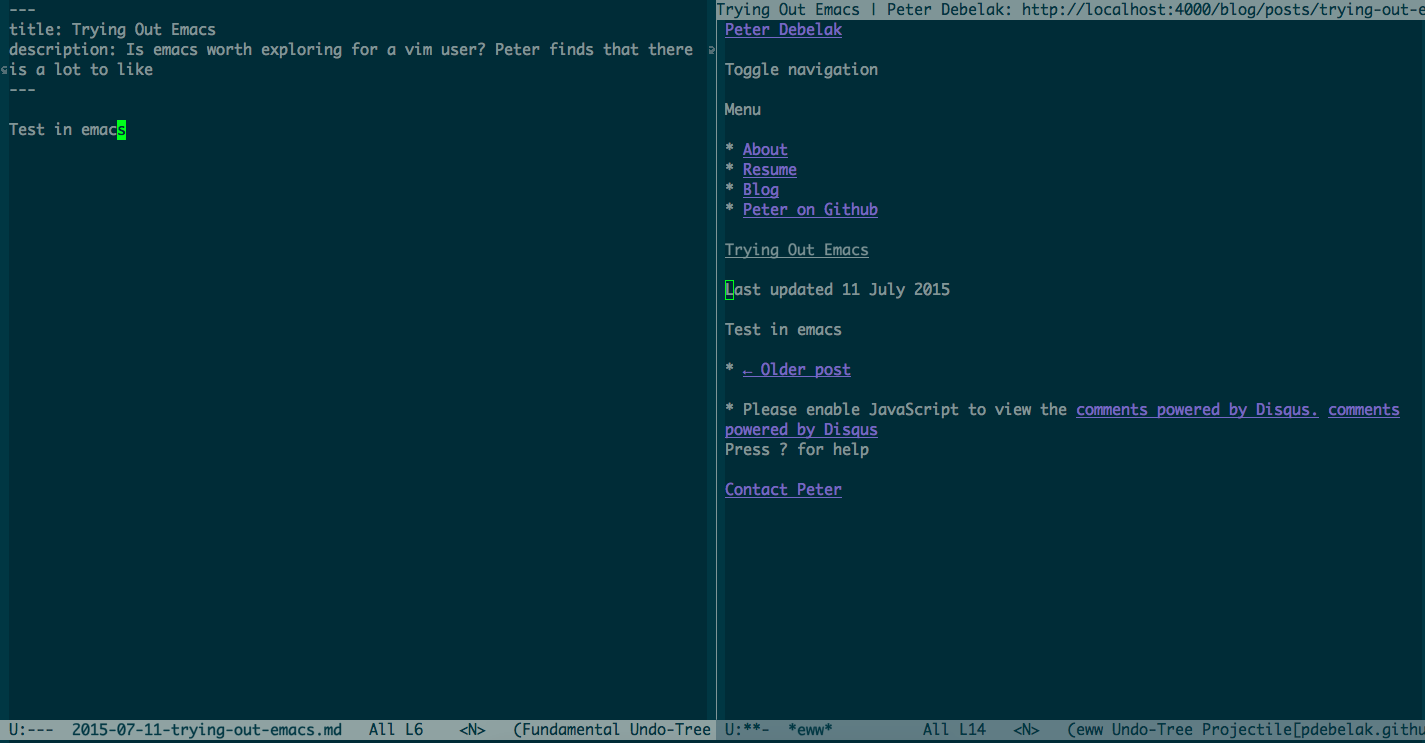 ---
title: Trying Out Emacs
description: Is emacs worth exploring for a vim user? Peter finds that there
is a lot to like
---
Test in emacs
U:--- 2015-07-11-trying-out-emacs.md All L6 <N> (Fundamental Undo-Tree
Trying Out Emacs | Peter Debelak: http://localhost:4000/blog/posts/trying-out-e
Peter Debelak
Toggle navigation
Menu
* About
* Resume
* Blog
* Peter on Github
Trying Out Emacs
Last updated 11 July 2015
Test in emacs
* ← Older post
* Please enable JavaScript to view the comments powered by Disqus. comments
powered by Disqus
Press ? for help
Contact Peter
U:**- *eww* All L14 <N> (eww Undo-Tree Projectile[pdebelak.githu